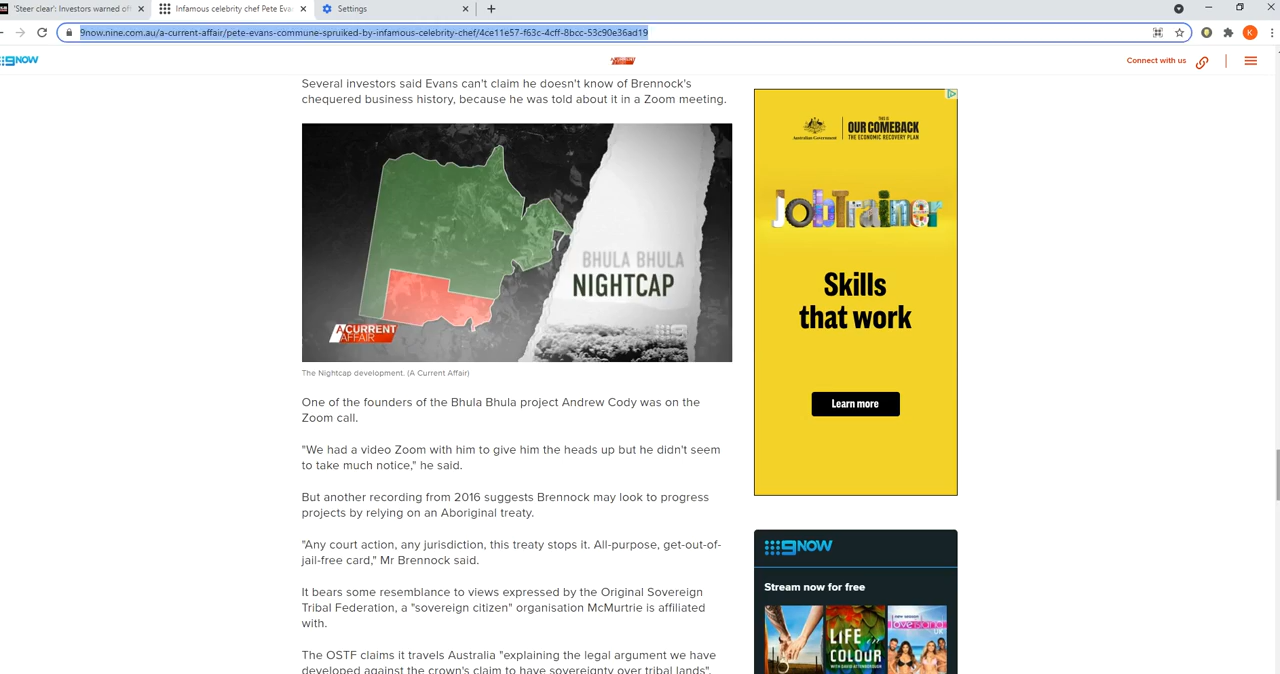 'Steer clear': Investors warned of
Infamous celebrity chef Pete Eva
Settings
9now.nine.com.au/a-current-affair/pete-evans-commune-spruiked-by-infamous-celebrity-chef/4ce11e57-f63c-4cff-8bcc-53c90e36ad19
K
9NOW
A CURRENT AFFAIR
Connect with us
Several investors said Evans can't claim he doesn't know of Brennock's
chequered business history, because he was told about it in a Zoom meeting.
BHULA BHULA
NIGHTCAP
A CURRENT
AFFAIR
9
The Nightcap development. (A Current Affair)
One of the founders of the Bhula Bhula project Andrew Cody was on the
Zoom call.
"We had a video Zoom with him to give him the heads up but he didn't seem
to take much notice," he said.
But another recording from 2016 suggests Brennock may look to progress
projects by relying on an Aboriginal treaty.
"Any court action, any jurisdiction, this treaty stops it. All-purpose, get-out-of-
jail-free card," Mr Brennock said.
It bears some resemblance to views expressed by the Original Sovereign
Tribal Federation, a "sovereign citizen" organisation McMurtrie is affiliated
with.
The OSTF claims it travels Australia "explaining the legal argument we have
developed against the crown's claim to have sovereignty over tribal lands".
Australian Government
THIS IS
OUR COMEBACK
THE ECONOMIC RECOVERY PLAN
JobTrainer
Skills
that work
Learn more
9NOW
Stream now for free
LIFE
IN
COLOUR
WITH DAVID ATTENBOROUGH
love island
UK